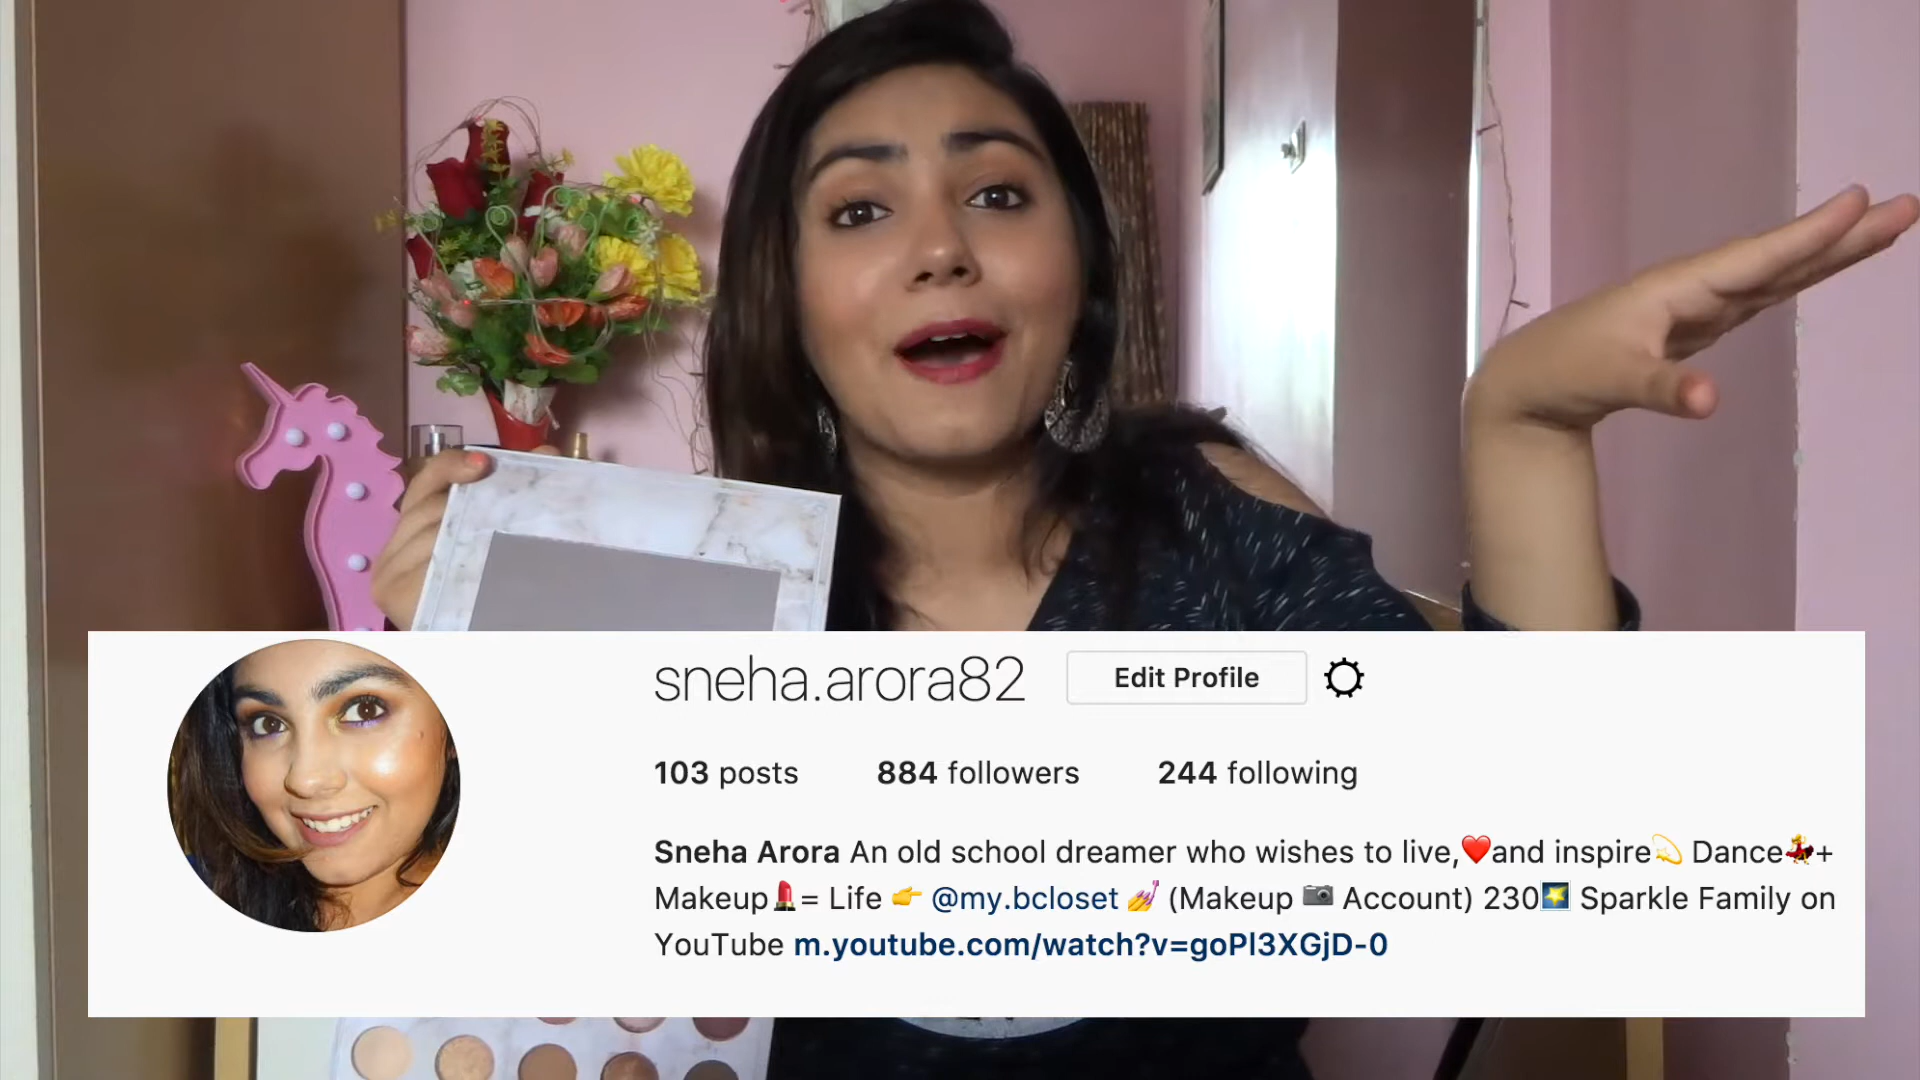 sneha.arora82 Edit Profile
103 posts 884 followers 244 following
Sneha Arora An old school dreamer who wishes to live,❤️and inspire💫 Dance💃+
Makeup💄= Life 👉 @my.bcloset 💅 (Makeup 📷 Account) 230🌠 Sparkle Family on
YouTube m.youtube.com/watch?v=goPl3XGjD-0